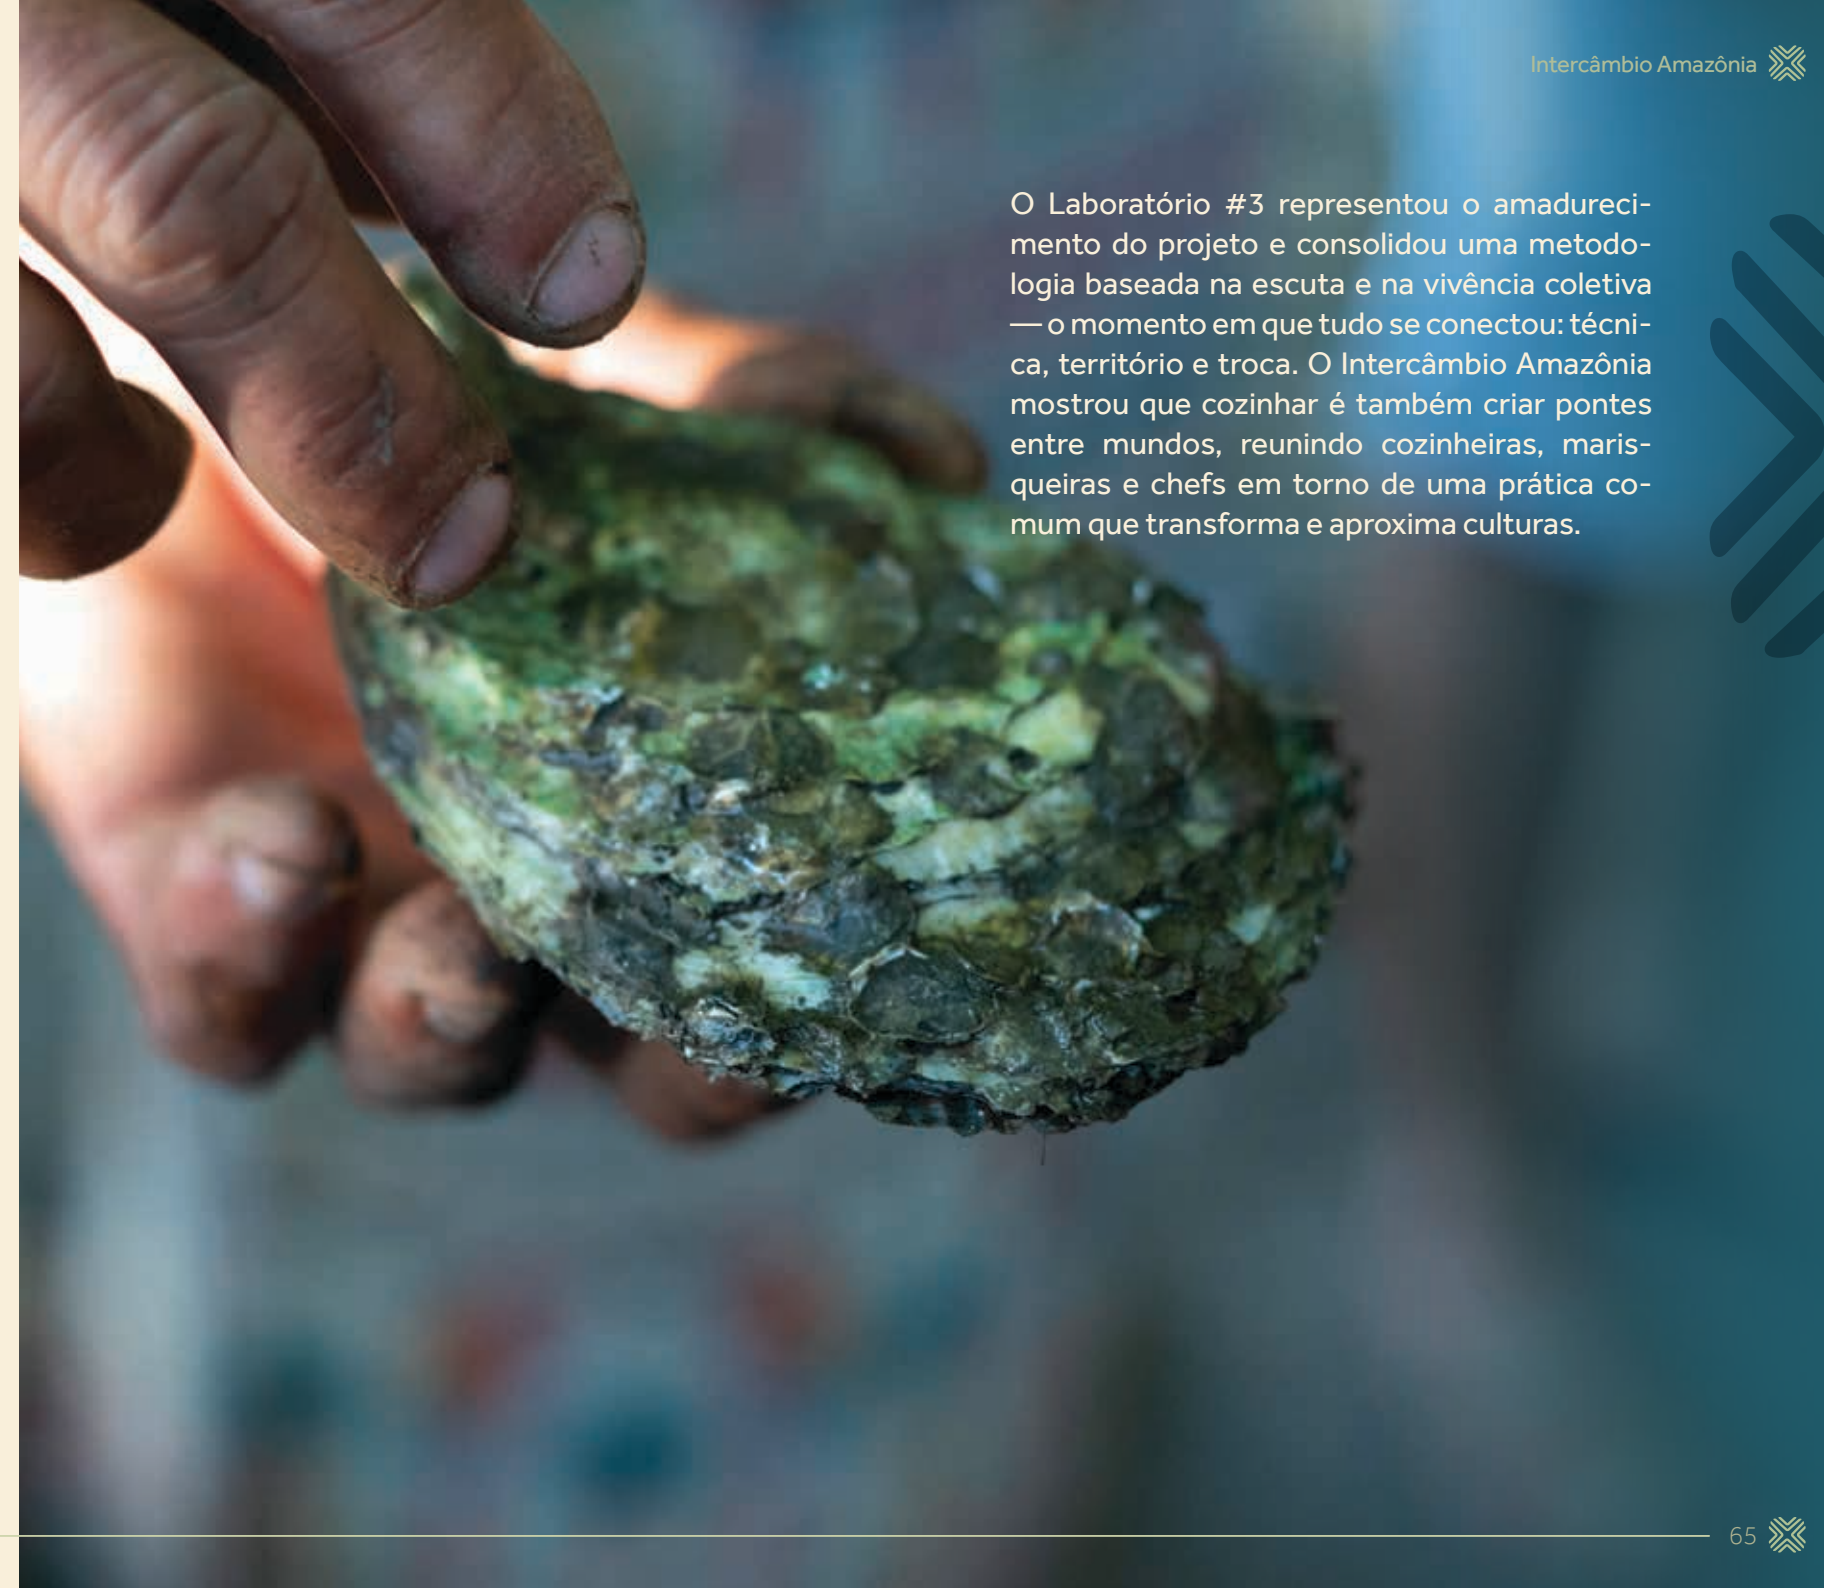 Intercâmbio Amazônia
O Laboratório #3 representou o amadureci-
mento do projeto e consolidou uma metodo-
logia baseada na escuta e na vivência coletiva
— o momento em que tudo se conectou: técni-
ca, território e troca. O Intercâmbio Amazônia
mostrou que cozinhar é também criar pontes
entre mundos, reunindo cozinheiras, maris-
queiras e chefs em torno de uma prática co-
mum que transforma e aproxima culturas.
65